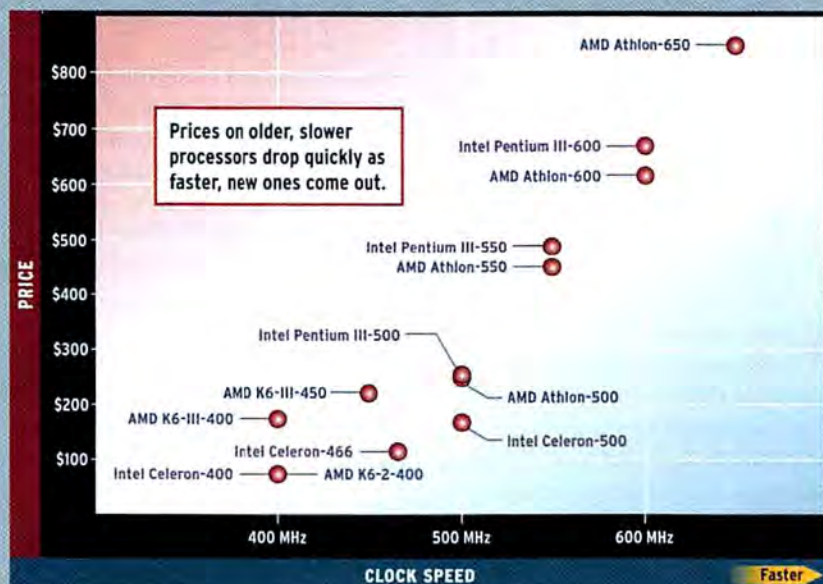 AMD Athlon-650
$800
Prices on older, slower
processors drop quickly as
faster, new ones come out.
$700
Intel Pentium III-600
$600
AMD Athlon-600
$500
Intel Pentium III-550
AMD Athlon-550
PRICE
$400
$300
Intel Pentium III-500
AMD K6-III-450
AMD Athlon-500
$200
AMD K6-III-400
Intel Celeron-500
Intel Celeron-466
$100
Intel Celeron-400
AMD K6-2-400
400 MHz
500 MHz
600 MHz
CLOCK SPEED
Faster